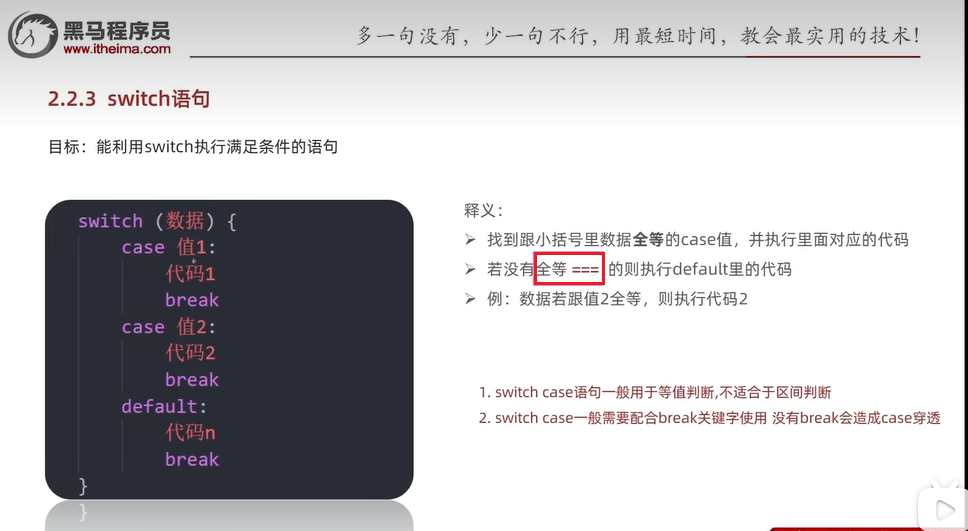 黑马程序员
www.itheima.com
多一句没有，少一句不行，用最短时间，教会最实用的技术！
2.2.3 switch语句
目标：能利用switch执行满足条件的语句
switch (数据) {
case 值1:
代码1
break
case 值2:
代码2
break
default:
代码n
break
}
释义：
找到跟小括号里数据全等的case值，并执行里面对应的代码
若没有全等 === 的则执行default里的代码
例：数据若跟值2全等，则执行代码2
1. switch case语句一般用于等值判断,不适合于区间判断
2. switch case一般需要配合break关键字使用 没有break会造成case穿透